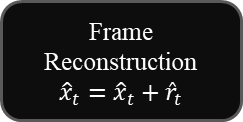 Frame
Reconstruction
x̂ₜ = x̂ₜ + r̂ₜ